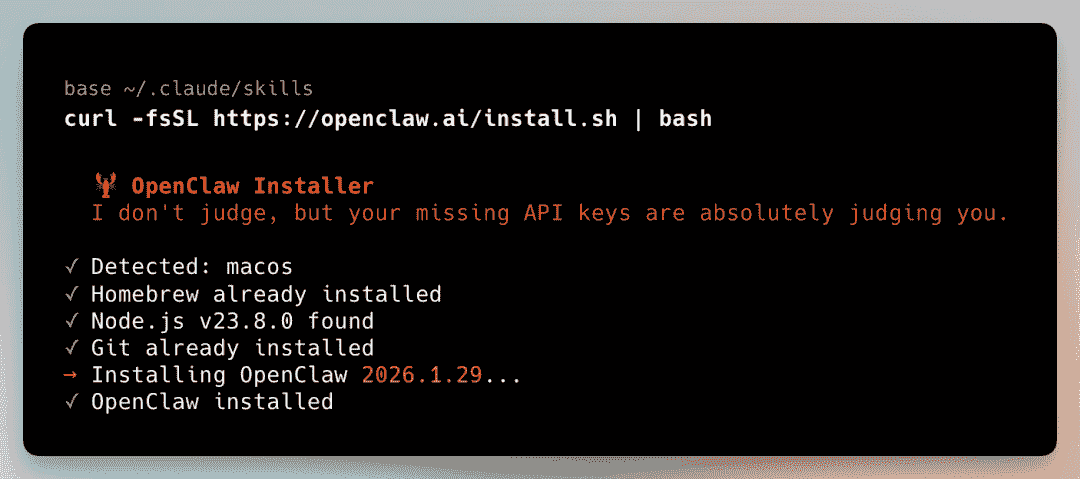 base ~/.claude/skills
curl -fsSL https://openclaw.ai/install.sh | bash
🦞 OpenClaw Installer
I don't judge, but your missing API keys are absolutely judging you.
✓ Detected: macos
✓ Homebrew already installed
✓ Node.js v23.8.0 found
✓ Git already installed
→ Installing OpenClaw 2026.1.29...
✓ OpenClaw installed